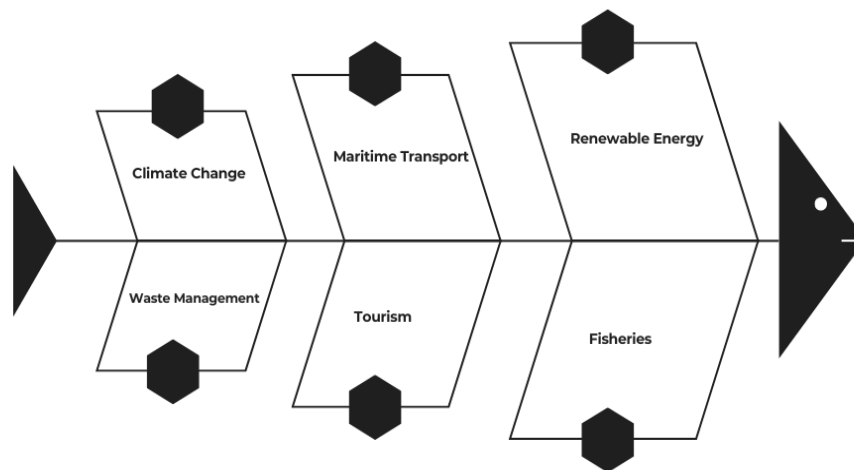 Climate Change
Maritime Transport
Renewable Energy
Waste Management
Tourism
Fisheries